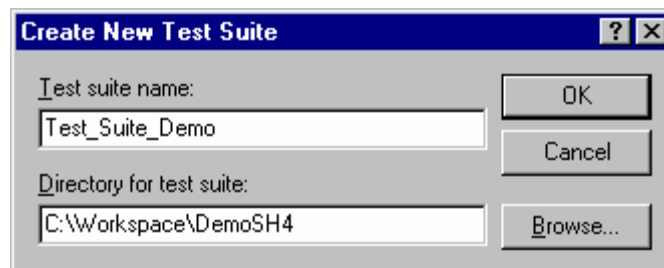 Create New Test Suite
Test suite name:
OK
Test_Suite_Demo
Cancel
Directory for test suite:
C:\Workspace\DemoSH4
Browse...